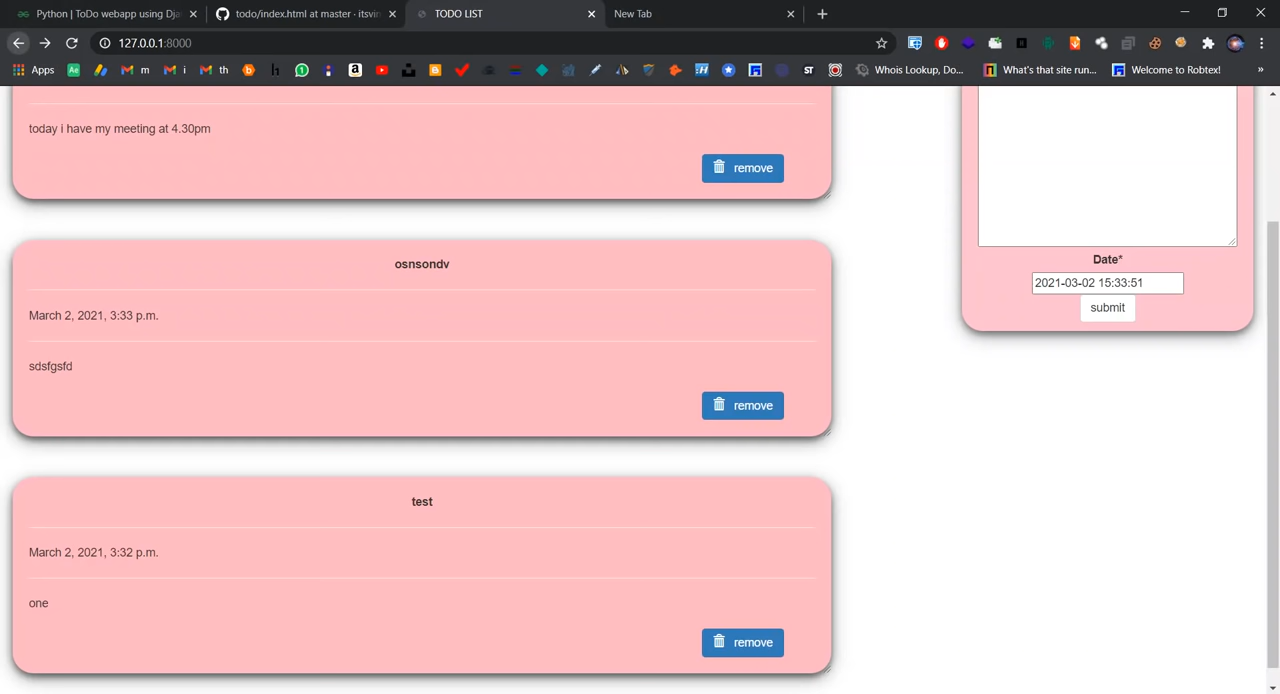 Python | ToDo webapp using Dja
todo/index.html at master · itsvin
TODO LIST
New Tab
127.0.0.1:8000
Apps
m
i
th
Whois Lookup, Do...
What's that site run...
Welcome to Robtex!
»
today i have my meeting at 4.30pm
remove
osnsondv
March 2, 2021, 3:33 p.m.
sdsfgsfd
remove
test
March 2, 2021, 3:32 p.m.
one
remove
Date*
2021-03-02 15:33:51
submit